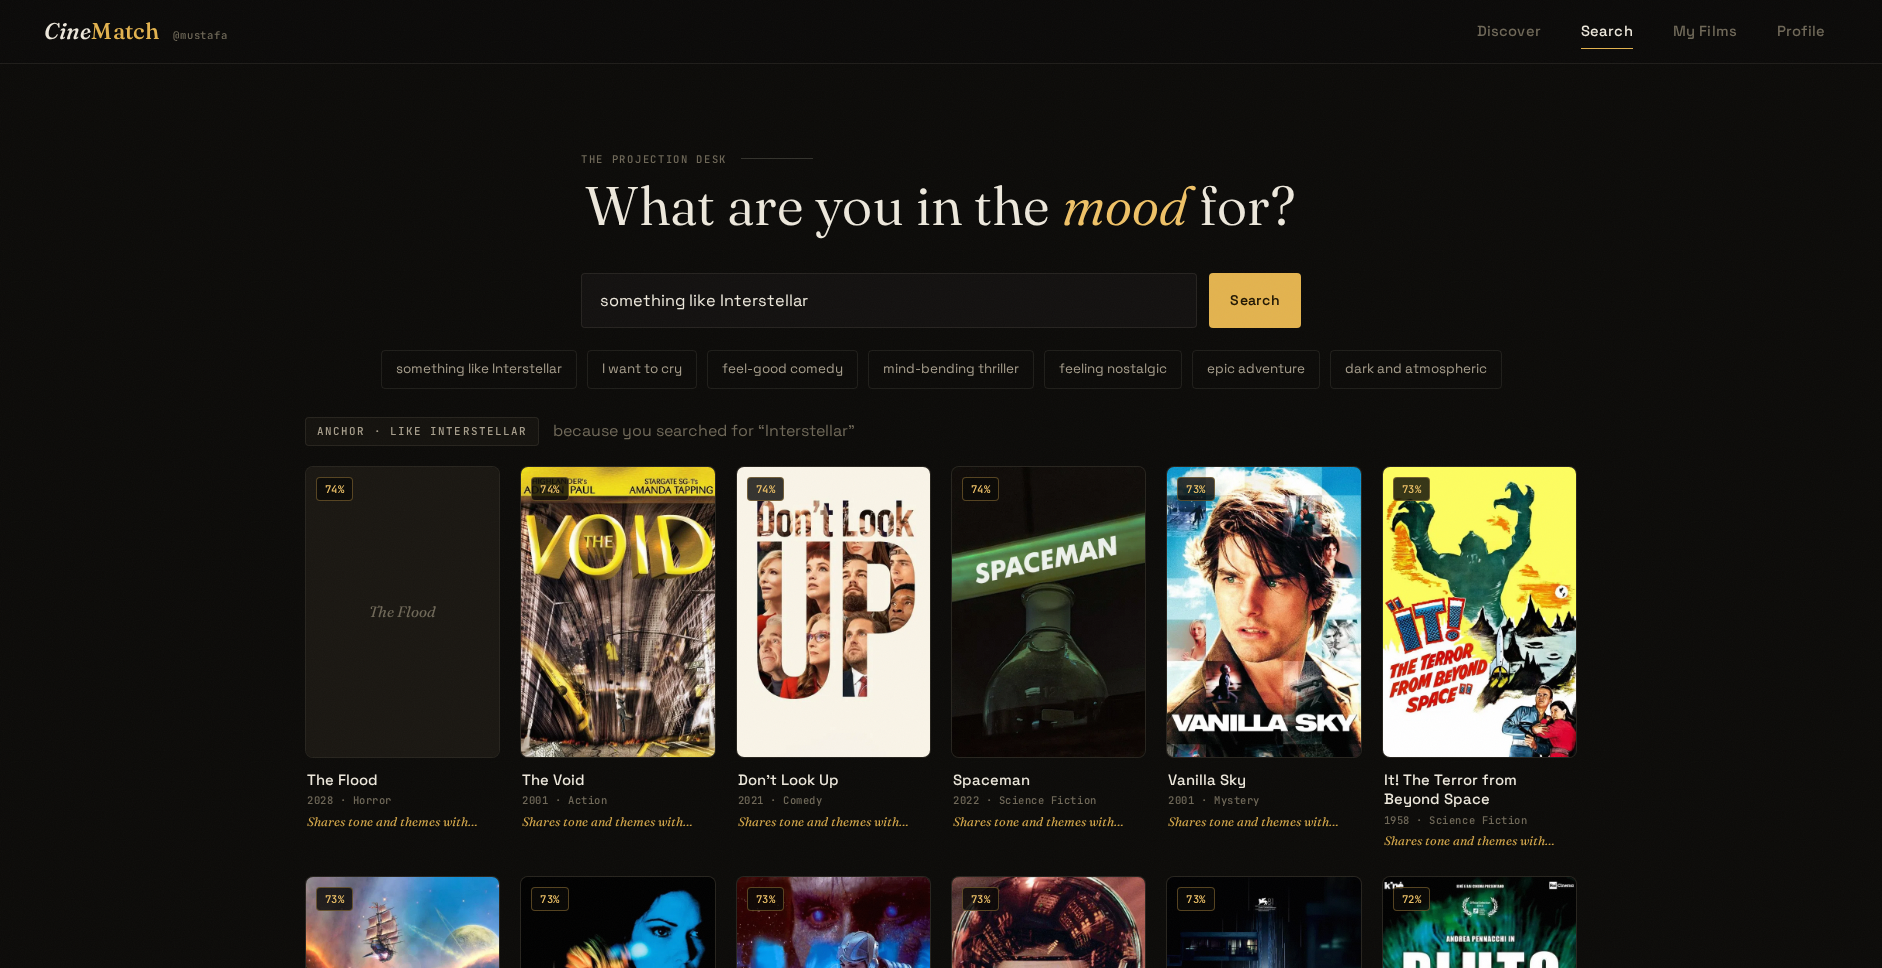 CineMatch @mustafa
Discover Search My Films Profile
THE PROJECTION DESK
What are you in the mood for?
something like Interstellar
Search
something like Interstellar
I want to cry
feel-good comedy
mind-bending thriller
feeling nostalgic
epic adventure
dark and atmospheric
ANCHOR · LIKE INTERSTELLAR
because you searched for “Interstellar”
74%
The Flood
The Flood
2028 · Horror
Shares tone and themes with...
74%
PAUL
STARGATE SG-1's
AMANDA TAPPING
THE
VOID
The Void
2001 · Action
Shares tone and themes with...
74%
Don't Look
UP
Don’t Look Up
2021 · Comedy
Shares tone and themes with...
74%
SPACEMAN
Spaceman
2022 · Science Fiction
Shares tone and themes with...
73%
VANILLA SKY
Vanilla Sky
2001 · Mystery
Shares tone and themes with...
73%
"IT!
THE TERROR
FROM BEYOND
SPACE"
It! The Terror from
Beyond Space
1958 · Science Fiction
Shares tone and themes with...
73%
73%
73%
73%
73%
72%
Rai Cinema
ANDREA PENNACCHI IN
PLUTO